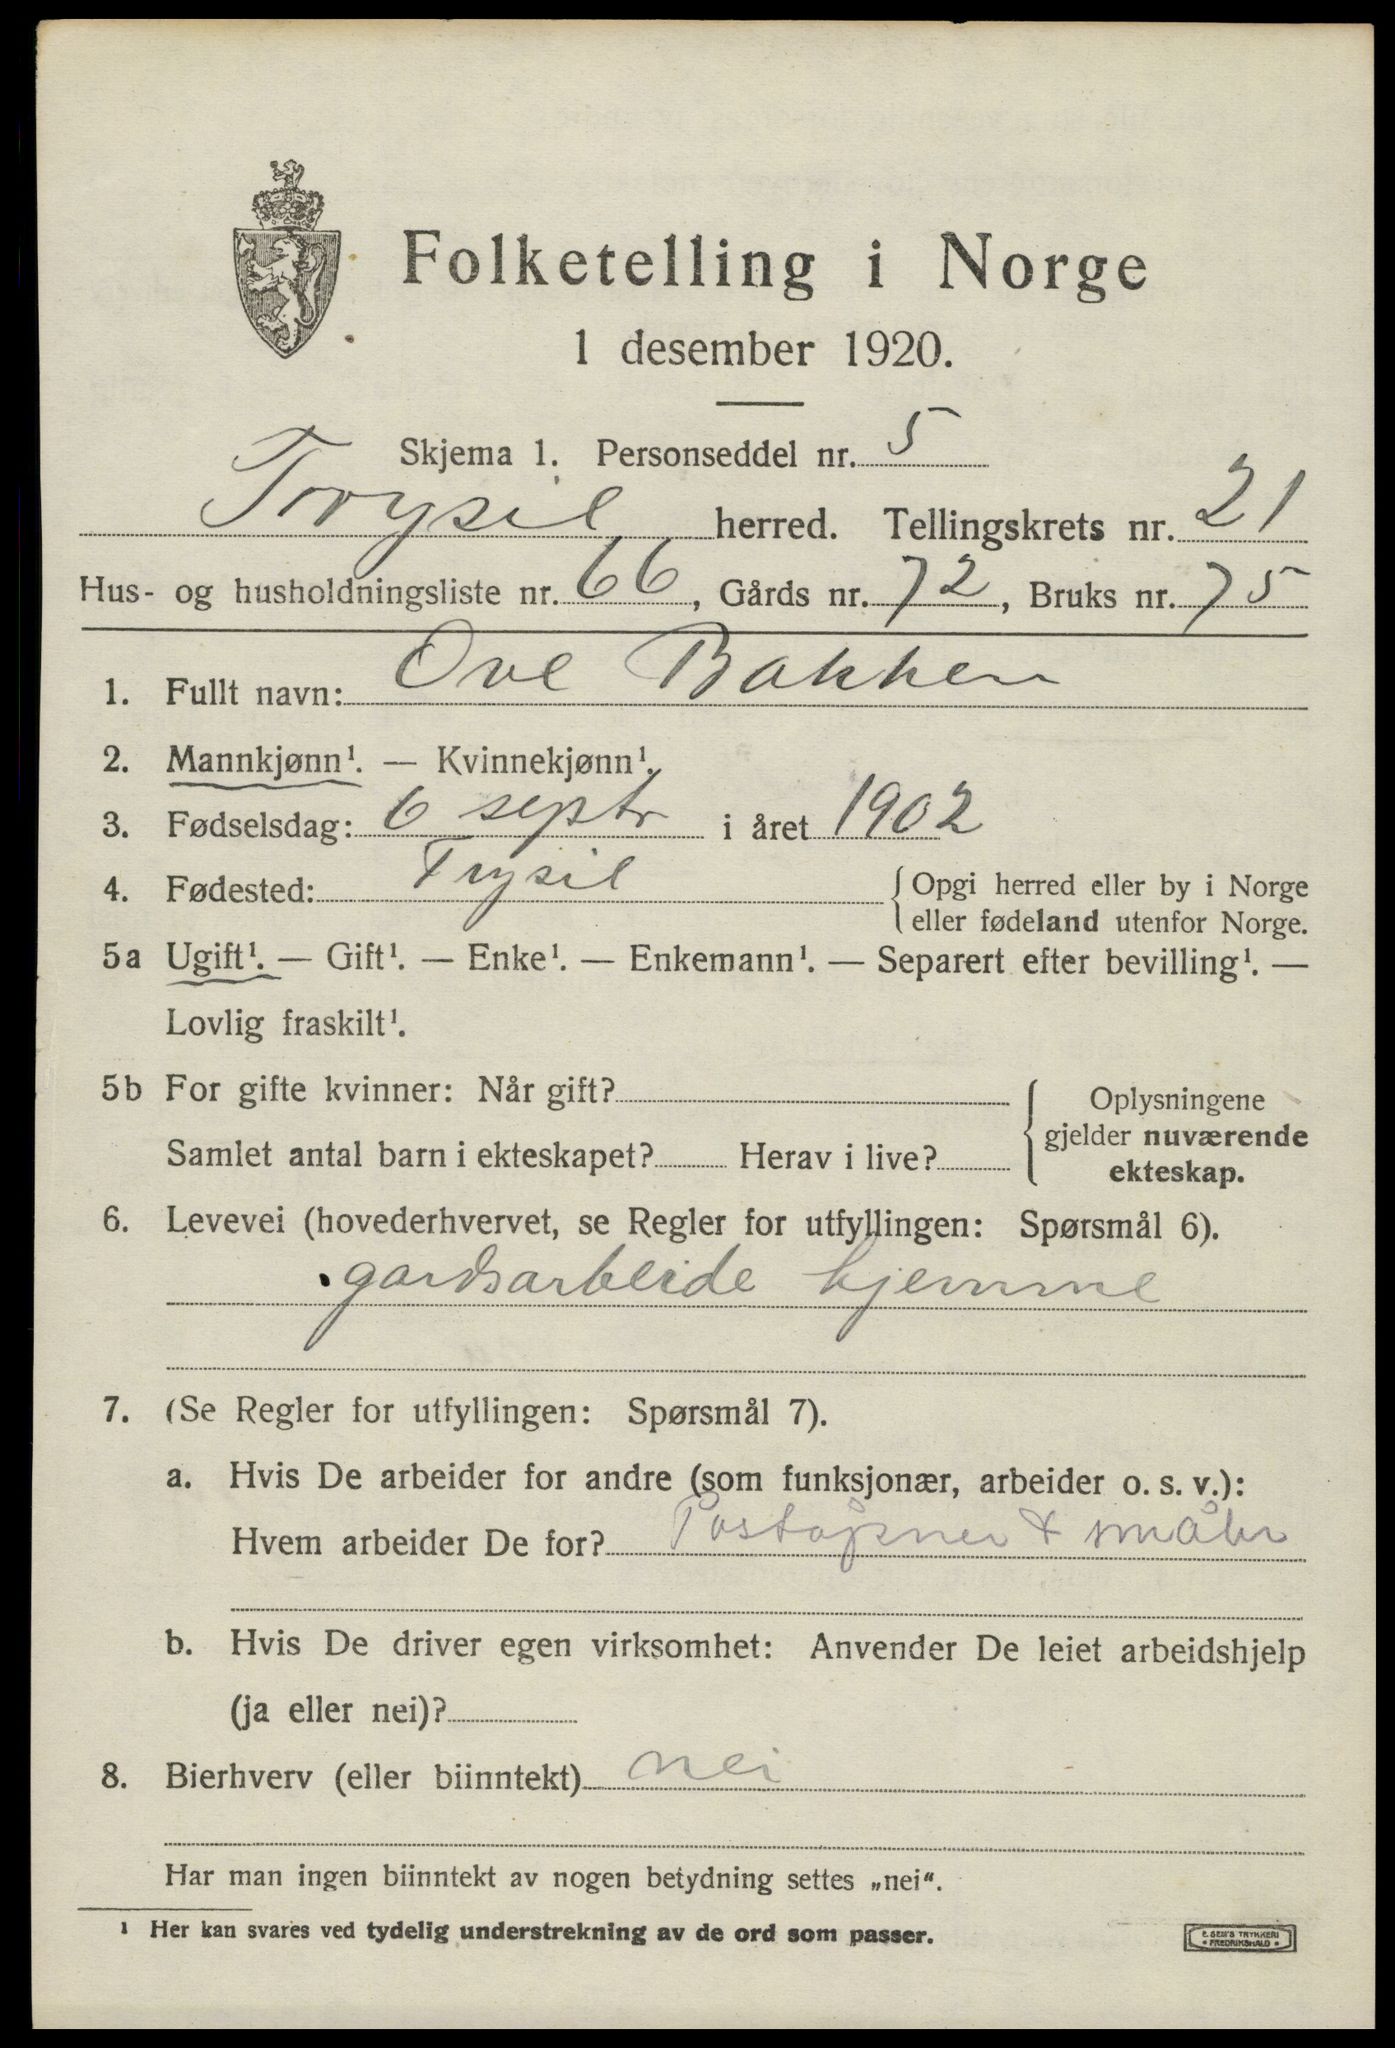 Folketelling i Norge
1 desember 1920.
Skjema 1. Personseddel nr. 5
Trysil herred. Tellingskrets nr. 21
Hus- og husholdningsliste nr. 66, Gårds nr. 72, Bruks nr. 75
1. Fullt navn: Ove Bakken
2. Mannkjønn¹. — Kvinnekjønn¹.
3. Fødselsdag: 6 septr i året 1902
4. Fødested: Trysil { Opgi herred eller by i Norge
eller fødeland utenfor Norge.
5a Ugift¹. — Gift¹. — Enke¹. — Enkemann¹. — Separert efter bevilling¹. —
Lovlig fraskilt¹.
5b For gifte kvinner: Når gift? { Oplysningene
gjelder nuværende
ekteskap.
Samlet antal barn i ekteskapet? Herav i live?
6. Levevei (hovederhvervet, se Regler for utfyllingen: Spørsmål 6).
gardsarbeide hjemme
7. (Se Regler for utfyllingen: Spørsmål 7).
a. Hvis De arbeider for andre (som funksjonær, arbeider o. s. v.):
Hvem arbeider De for? Poståpner + småbr
b. Hvis De driver egen virksomhet: Anvender De leiet arbeidshjelp
(ja eller nei)?
8. Bierhverv (eller biinntekt) nei
Har man ingen biinntekt av nogen betydning settes „nei“.
¹ Her kan svares ved tydelig understrekning av de ord som passer.
E. SEM'S TRYKKERI
• FREDRIKSHALD •